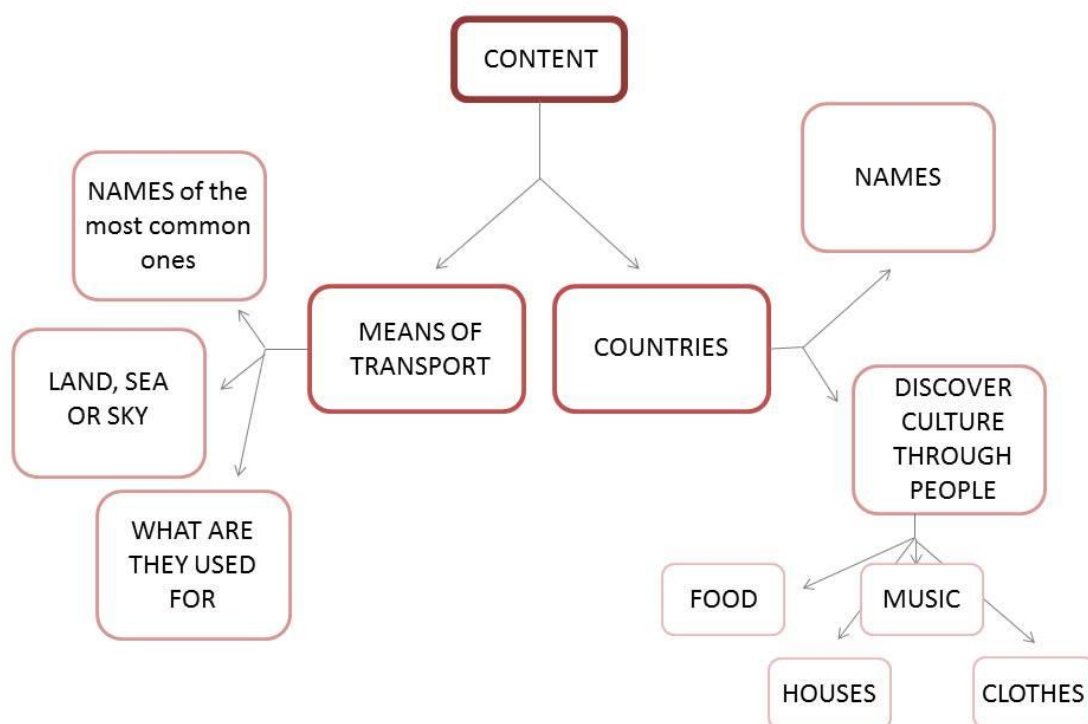 CONTENT
NAMES
NAMES of the
most common
ones
MEANS OF
TRANSPORT
COUNTRIES
LAND, SEA
OR SKY
DISCOVER
CULTURE
THROUGH
PEOPLE
WHAT ARE
THEY USED
FOR
FOOD
MUSIC
HOUSES
CLOTHES